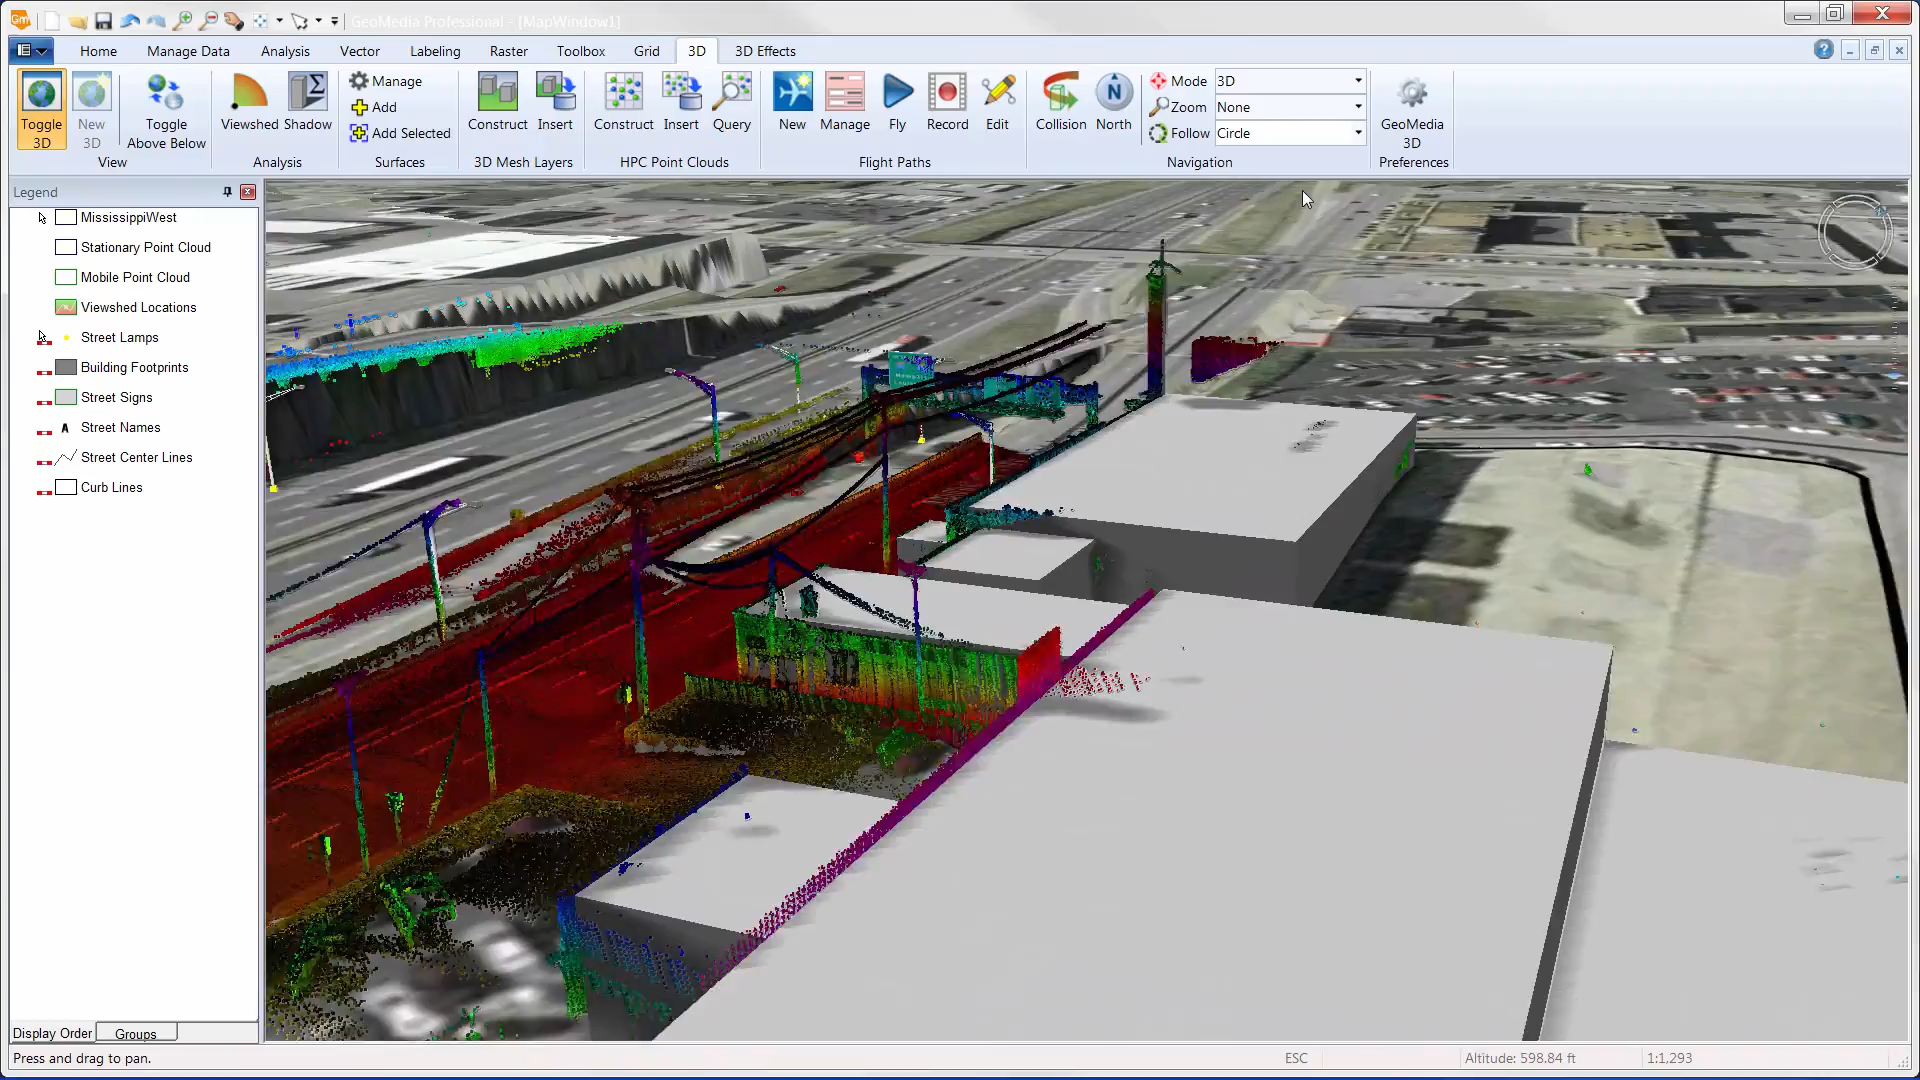 Gm GeoMedia Professional - [MapWindow1]
Home Manage Data Analysis Vector Labeling Raster Toolbox Grid 3D 3D Effects
Toggle 3D
New 3D
Toggle Above Below
View
Viewshed Shadow
Analysis
Manage
Add
Add Selected
Surfaces
Construct Insert
3D Mesh Layers
Construct Insert Query
HPC Point Clouds
New Manage Fly Record Edit
Flight Paths
Collision North
Mode 3D
Zoom None
Follow Circle
Navigation
GeoMedia 3D
Preferences
Legend
MississippiWest
Stationary Point Cloud
Mobile Point Cloud
Viewshed Locations
Street Lamps
Building Footprints
Street Signs
A Street Names
Street Center Lines
Curb Lines
Display Order Groups
Press and drag to pan.
ESC
Altitude: 598.84 ft
1:1,293